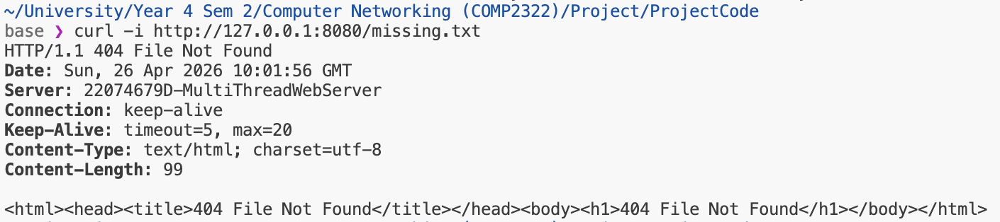 ~/University/Year 4 Sem 2/Computer Networking (COMP2322)/Project/ProjectCode
base ❯ curl -i http://127.0.0.1:8080/missing.txt
HTTP/1.1 404 File Not Found
Date: Sun, 26 Apr 2026 10:01:56 GMT
Server: 22074679D-MultiThreadWebServer
Connection: keep-alive
Keep-Alive: timeout=5, max=20
Content-Type: text/html; charset=utf-8
Content-Length: 99

<html><head><title>404 File Not Found</title></head><body><h1>404 File Not Found</h1></body></html>